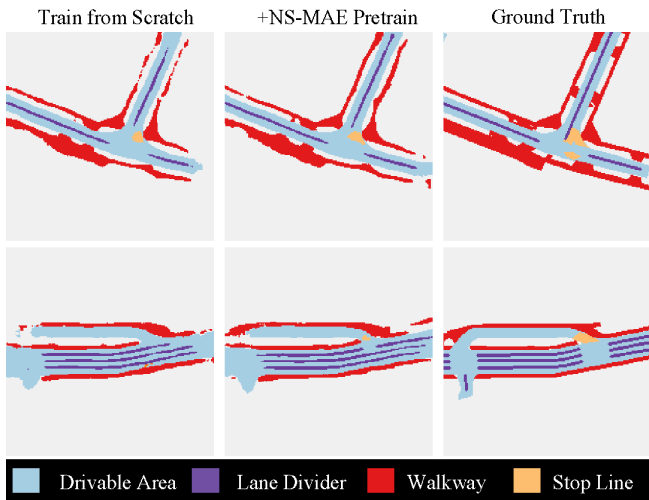 Train from Scratch
+NS-MAE Pretrain
Ground Truth
Drivable Area
Lane Divider
Walkway
Stop Line